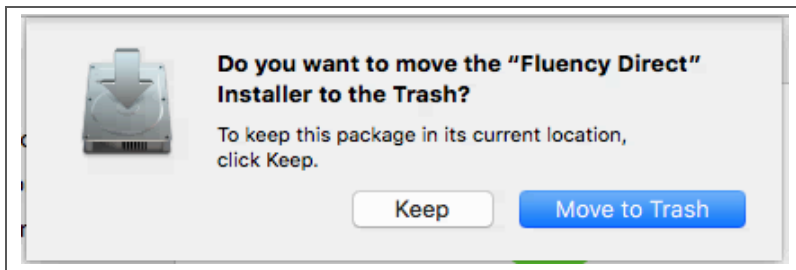 Do you want to move the “Fluency Direct”
Installer to the Trash?
To keep this package in its current location,
click Keep.
Keep
Move to Trash